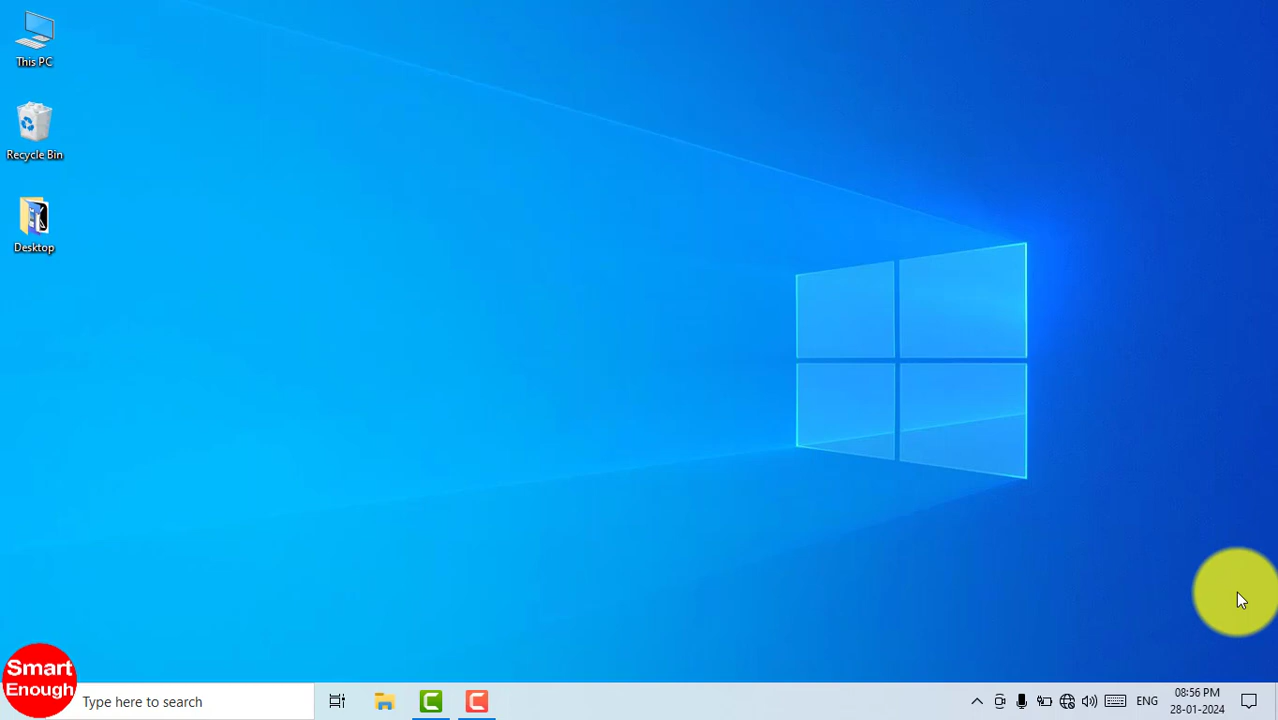 This PC
Recycle Bin
Desktop
Smart
Enough
Type here to search
ENG
08:56 PM
28-01-2024